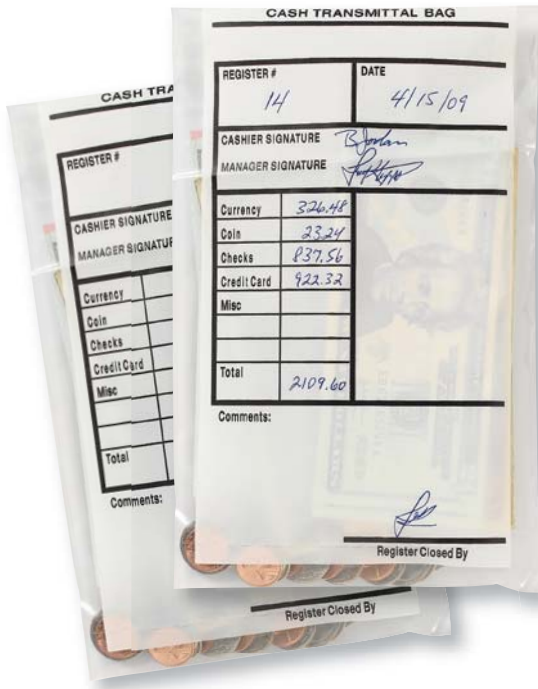 CASH TRANSMITTAL BAG
REGISTER #
DATE
14
4/15/09
CASHIER SIGNATURE B Jordan
MANAGER SIGNATURE
Currency 326.48
Coin 23.24
Checks 837.56
Credit Card 922.32
Misc
Total 2109.60
Comments:
Register Closed By
CASH TRA
REGISTER #
CASHIER SIGNATURE
MANAGER SIGNATURE
Currency
Coin
Checks
Credit Card
Misc
Total
Comments:
Register Closed By